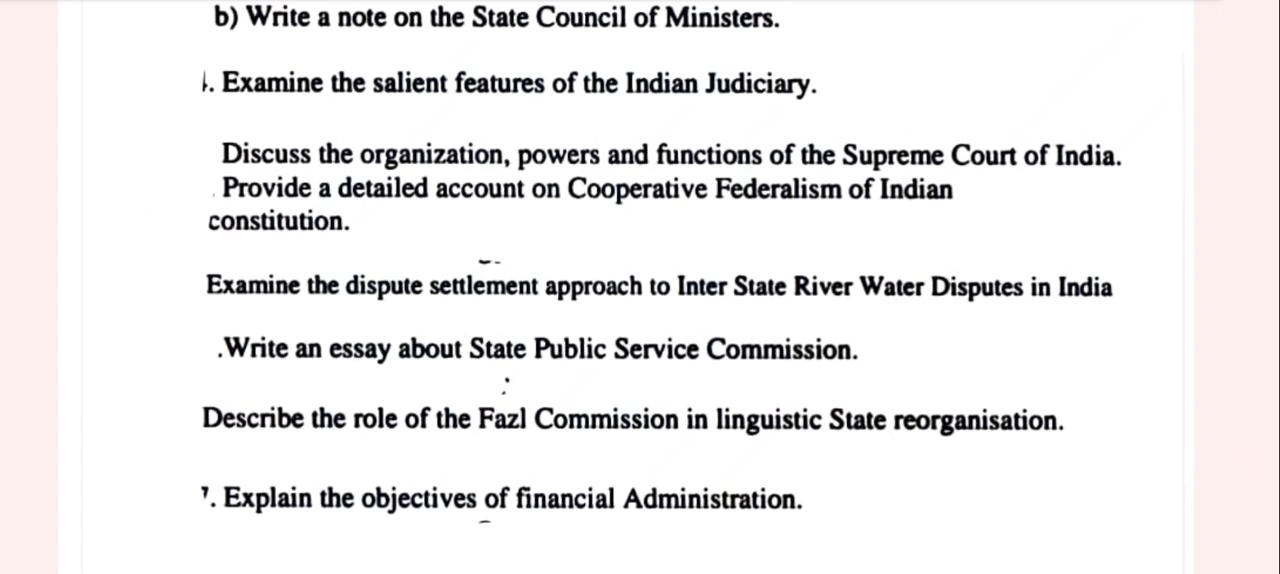 b) Write a note on the State Council of Ministers.
. Examine the salient features of the Indian Judiciary.
Discuss the organization, powers and functions of the Supreme Court of India.
. Provide a detailed account on Cooperative Federalism of Indian
constitution.
Examine the dispute settlement approach to Inter State River Water Disputes in India
.Write an essay about State Public Service Commission.
Describe the role of the Fazl Commission in linguistic State reorganisation.
7. Explain the objectives of financial Administration.